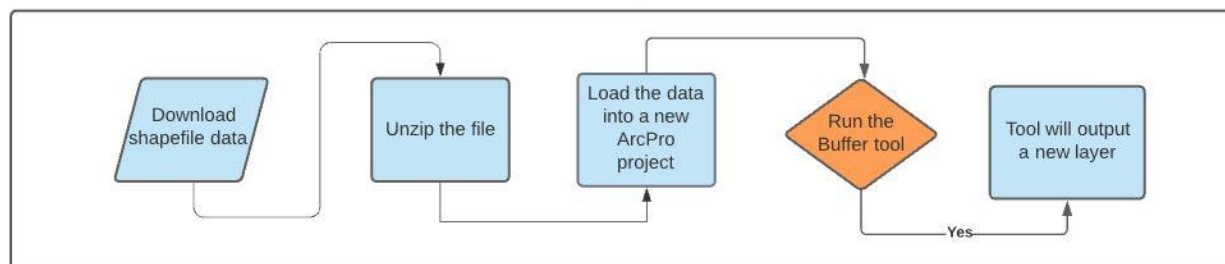 Download
shapefile data
Unzip the file
Load the data
into a new
ArcPro
project
Run the
Buffer tool
Yes
Tool will output
a new layer